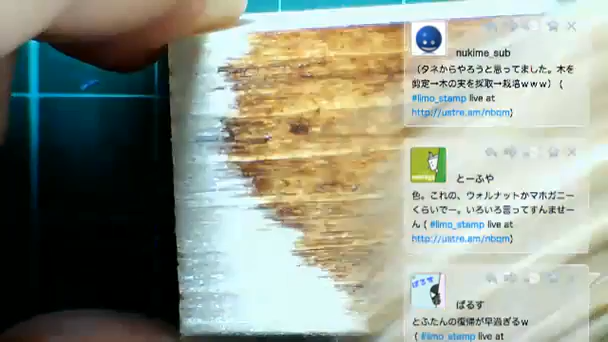 nukime_sub
（タネからやろうと思ってました。木を
剪定→木の実を採取→栽培ｗｗｗ） (
#limo_stamp live at
http://ustre.am/nbqm)
とーふや
色。これの、ウォルナットかマホガニー
くらいでー。いろいろ言ってすんませー
ん ( #limo_stamp live at
http://ustre.am/nbqm)
ぱるす
とふたんの復帰が早過ぎるw
( #limo_stamp live at